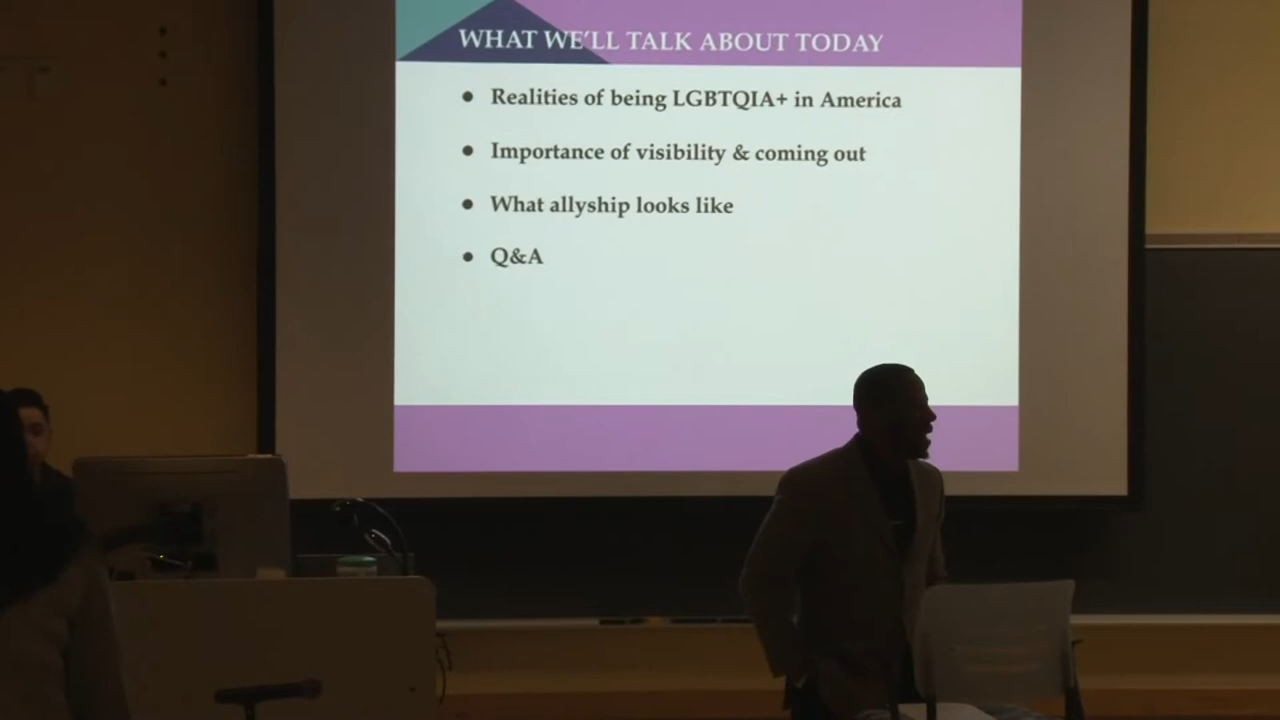 WHAT WE'LL TALK ABOUT TODAY
● Realities of being LGBTQIA+ in America
● Importance of visibility & coming out
● What allyship looks like
● Q&A